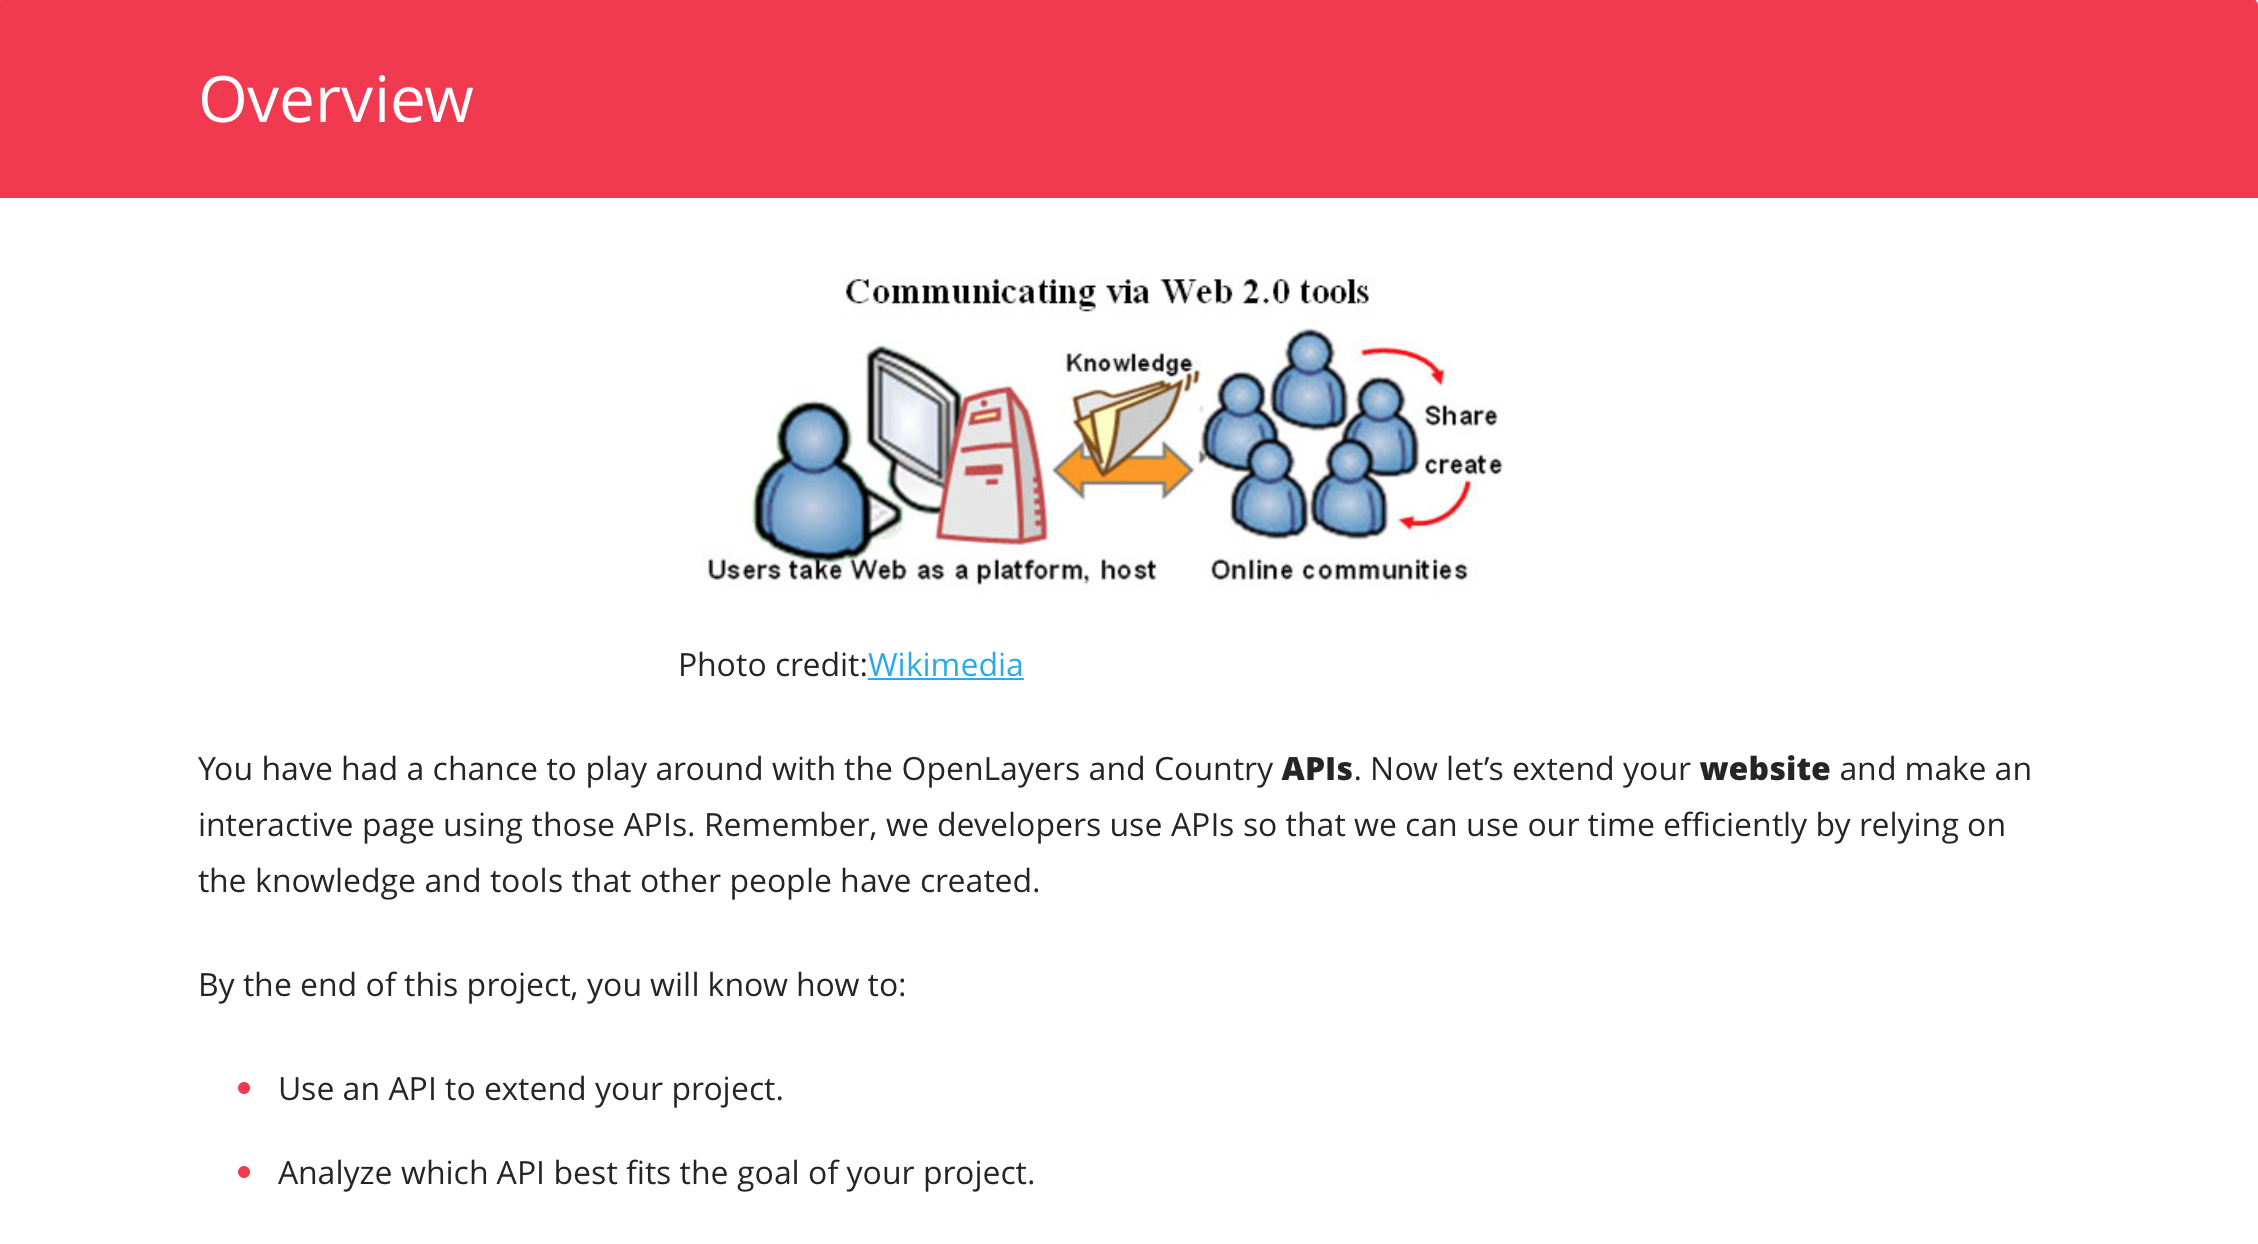 Overview
Communicating via Web 2.0 tools
Knowledge
Share
create
Users take Web as a platform, host
Online communities
Photo credit:Wikimedia
You have had a chance to play around with the OpenLayers and Country APIs. Now let’s extend your website and make an
interactive page using those APIs. Remember, we developers use APIs so that we can use our time efficiently by relying on
the knowledge and tools that other people have created.
By the end of this project, you will know how to:
Use an API to extend your project.
Analyze which API best fits the goal of your project.